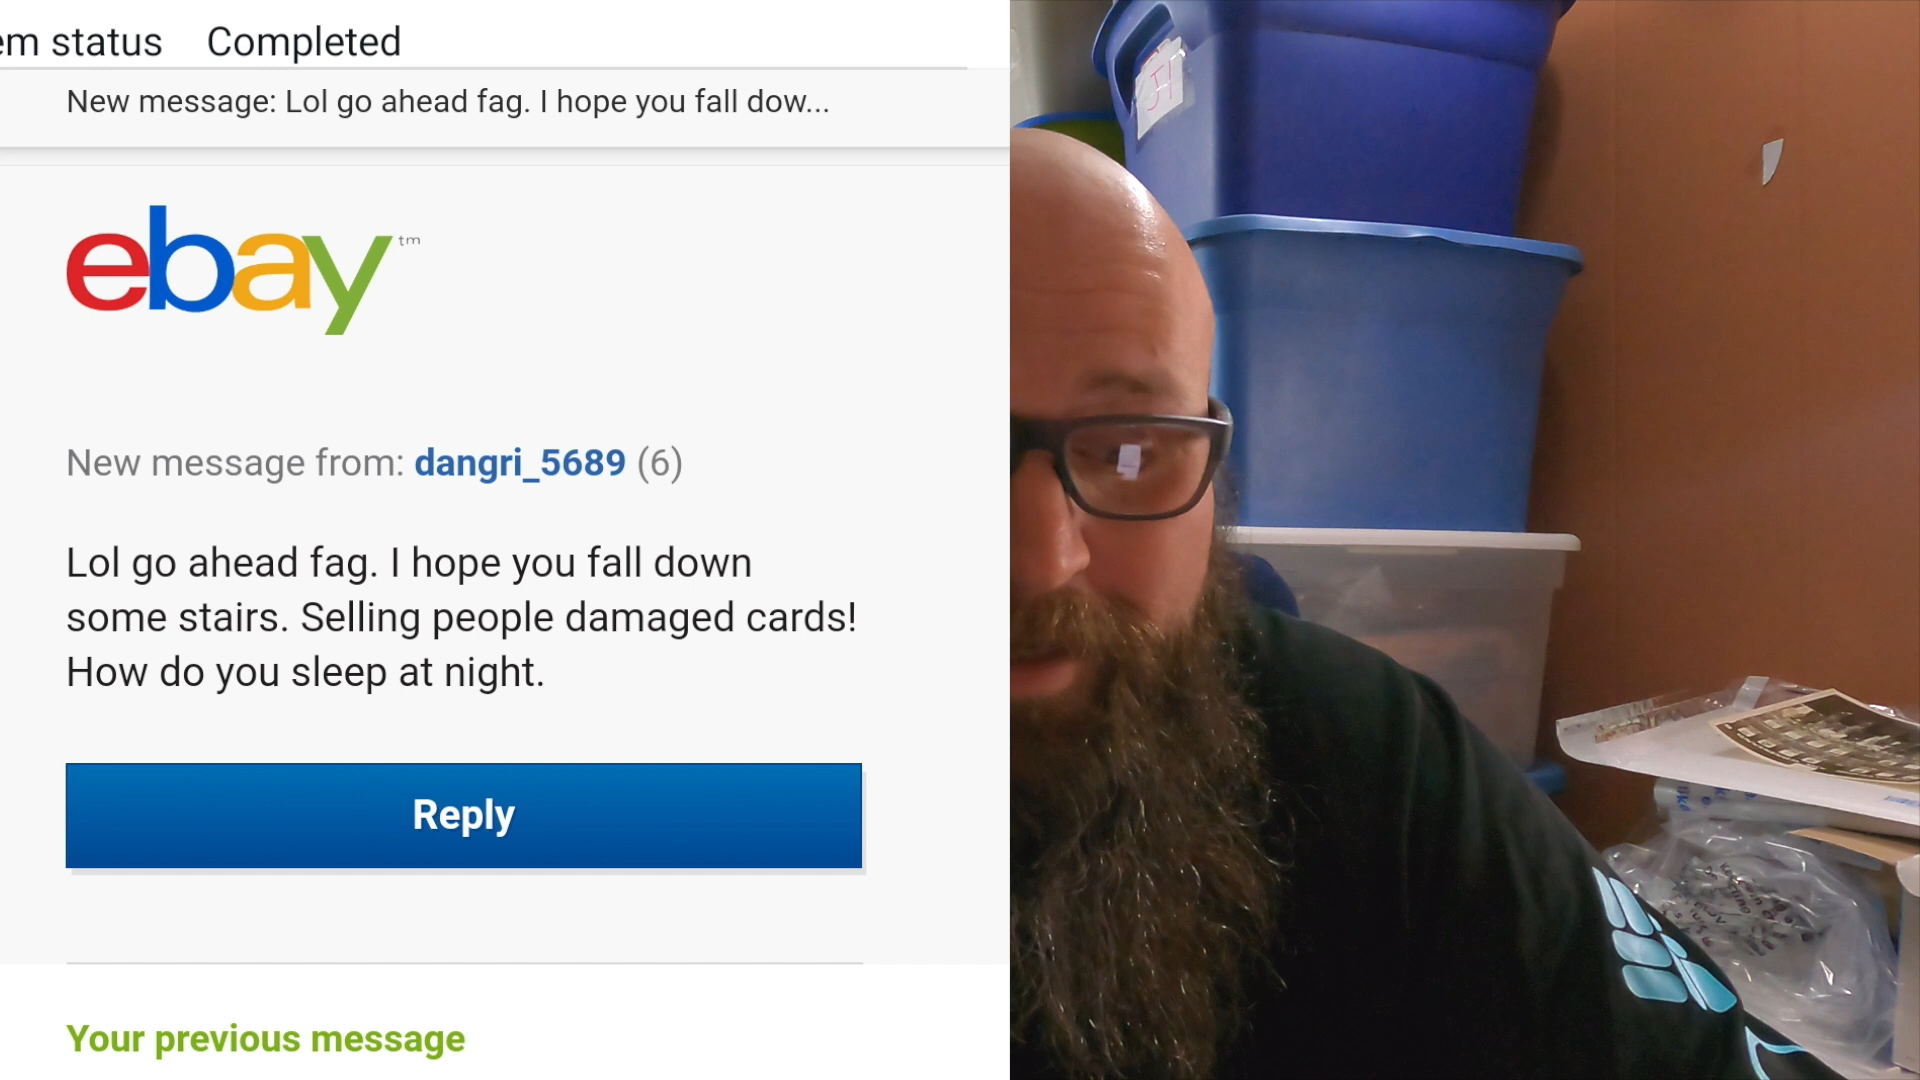 em status Completed
New message: Lol go ahead fag. I hope you fall dow...
ebay™
New message from: dangri_5689 (6)
Lol go ahead fag. I hope you fall down
some stairs. Selling people damaged cards!
How do you sleep at night.
Reply
Your previous message